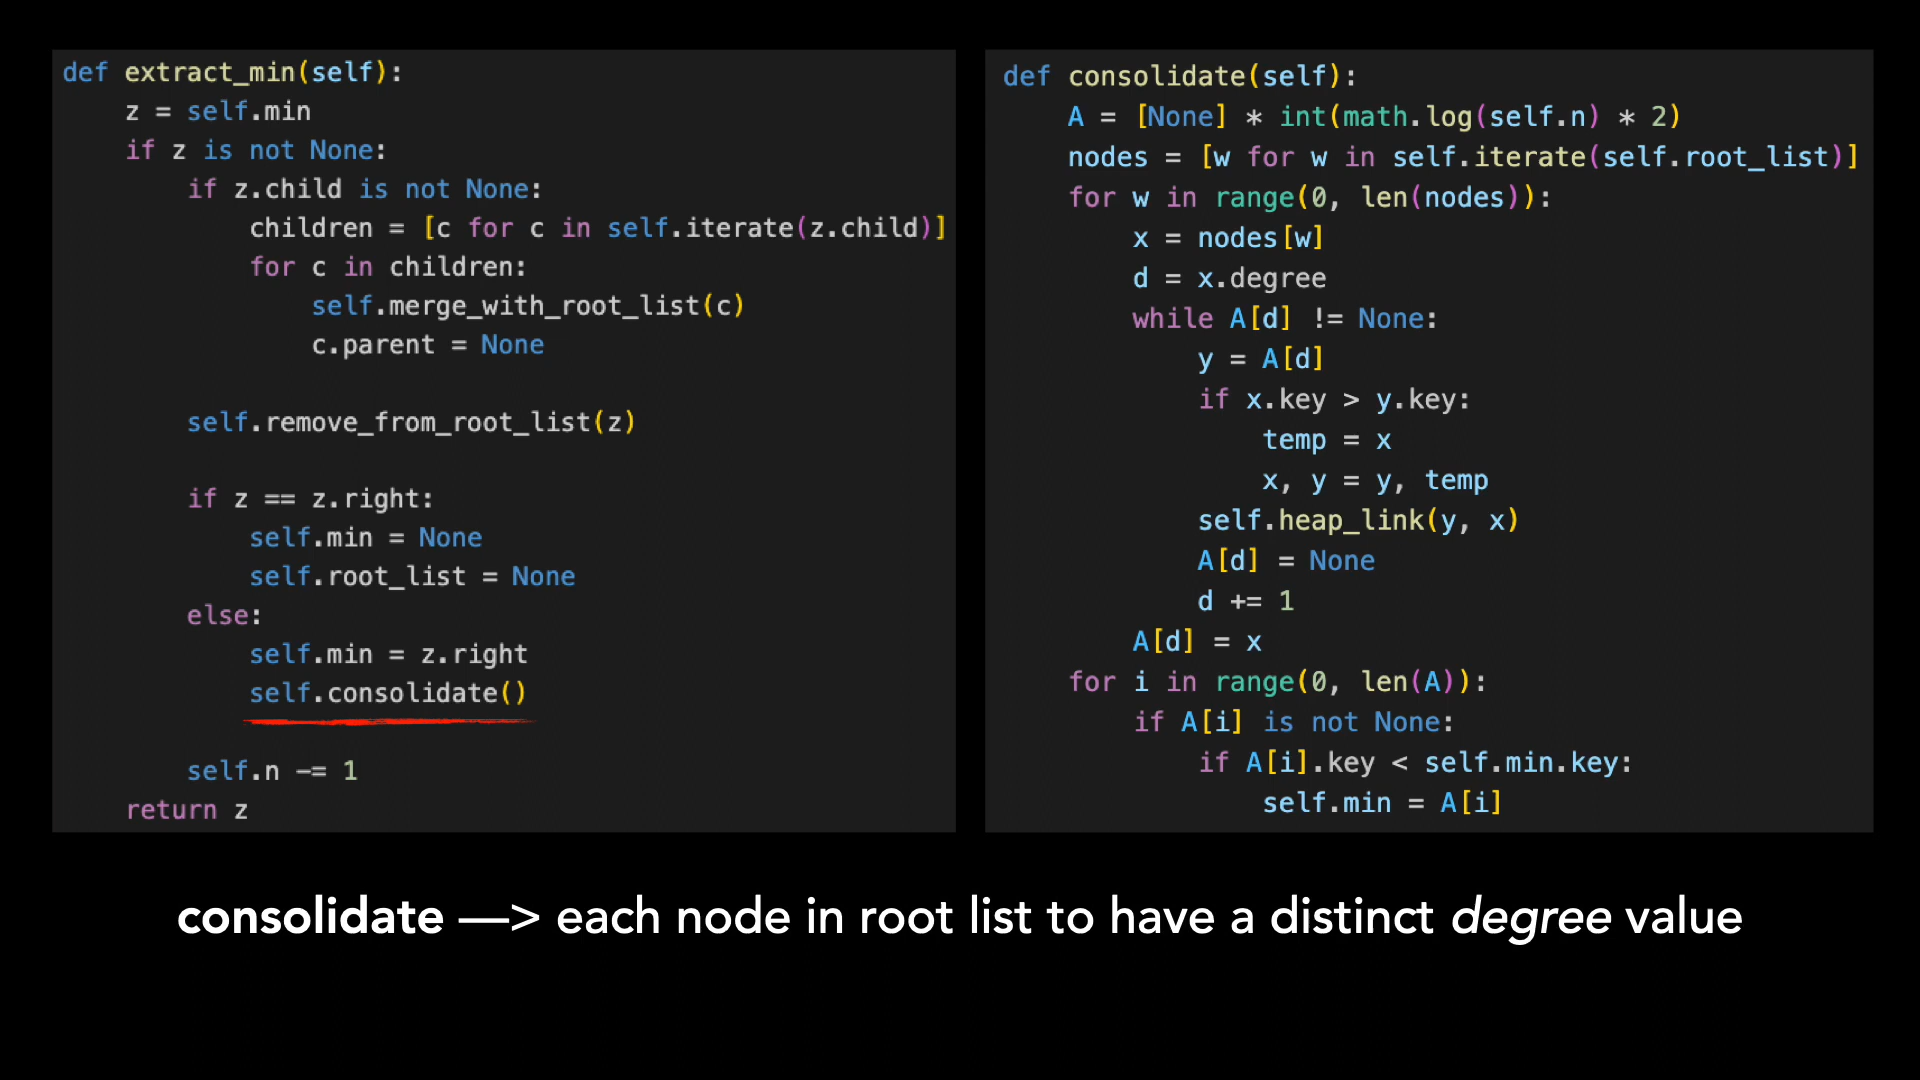 def extract_min(self):
    z = self.min
    if z is not None:
        if z.child is not None:
            children = [c for c in self.iterate(z.child)]
            for c in children:
                self.merge_with_root_list(c)
                c.parent = None
        self.remove_from_root_list(z)
        if z == z.right:
            self.min = None
            self.root_list = None
        else:
            self.min = z.right
            self.consolidate()
        self.n -= 1
    return z
def consolidate(self):
    A = [None] * int(math.log(self.n) * 2)
    nodes = [w for w in self.iterate(self.root_list)]
    for w in range(0, len(nodes)):
        x = nodes[w]
        d = x.degree
        while A[d] != None:
            y = A[d]
            if x.key > y.key:
                temp = x
                x, y = y, temp
            self.heap_link(y, x)
            A[d] = None
            d += 1
        A[d] = x
    for i in range(0, len(A)):
        if A[i] is not None:
            if A[i].key < self.min.key:
                self.min = A[i]
consolidate —> each node in root list to have a distinct degree value